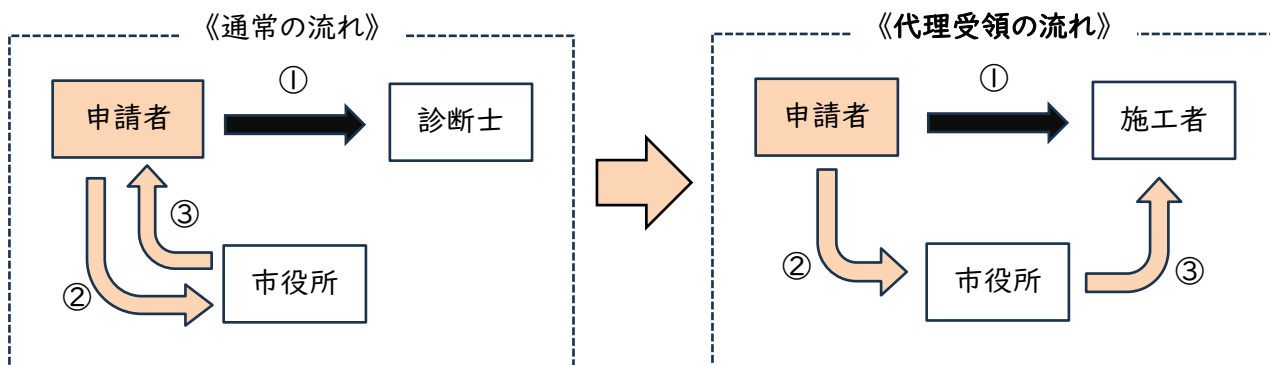 《通常の流れ》
申請者
①
診断士
②
③
市役所
《代理受領の流れ》
申請者
①
施工者
②
市役所
③